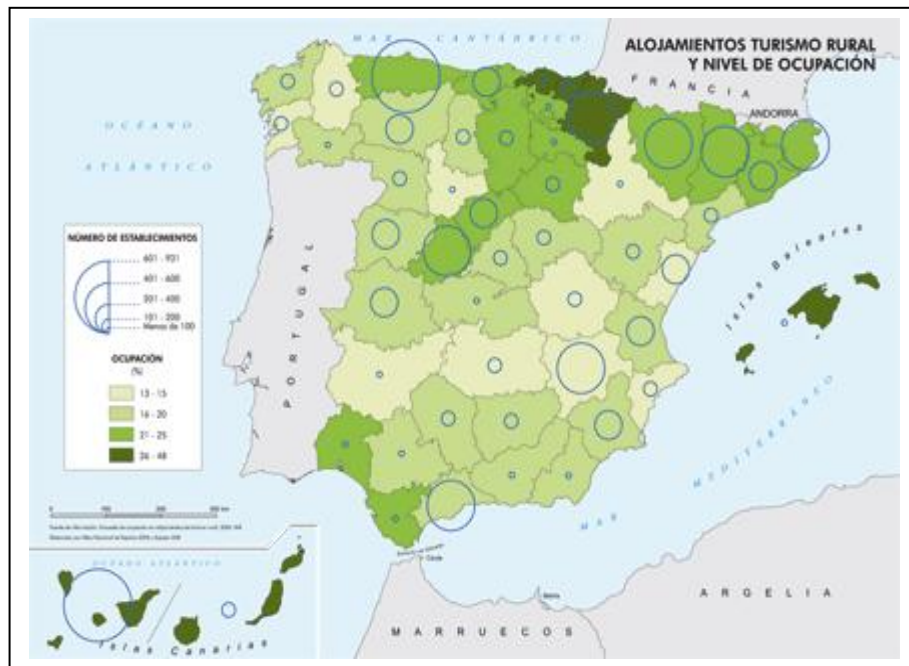 MAR CANTÁBRICO
ALOJAMIENTOS TURISMO RURAL
Y NIVEL DE OCUPACIÓN
FRANCIA
ANDORRA
OCÉANO
ATLÁNTICO
NÚMERO DE ESTABLECIMIENTOS
601 - 921
401 - 600
201 - 400
101 - 200
Menos de 100
OCUPACIÓN
(%)
13 - 15
16 - 20
21 - 25
26 - 48
PORTUGAL
Islas Baleares
MAR MEDITERRÁNEO
OCÉANO ATLÁNTICO
Islas Canarias
Ceuta
Melilla
MARRUECOS
ARGELIA